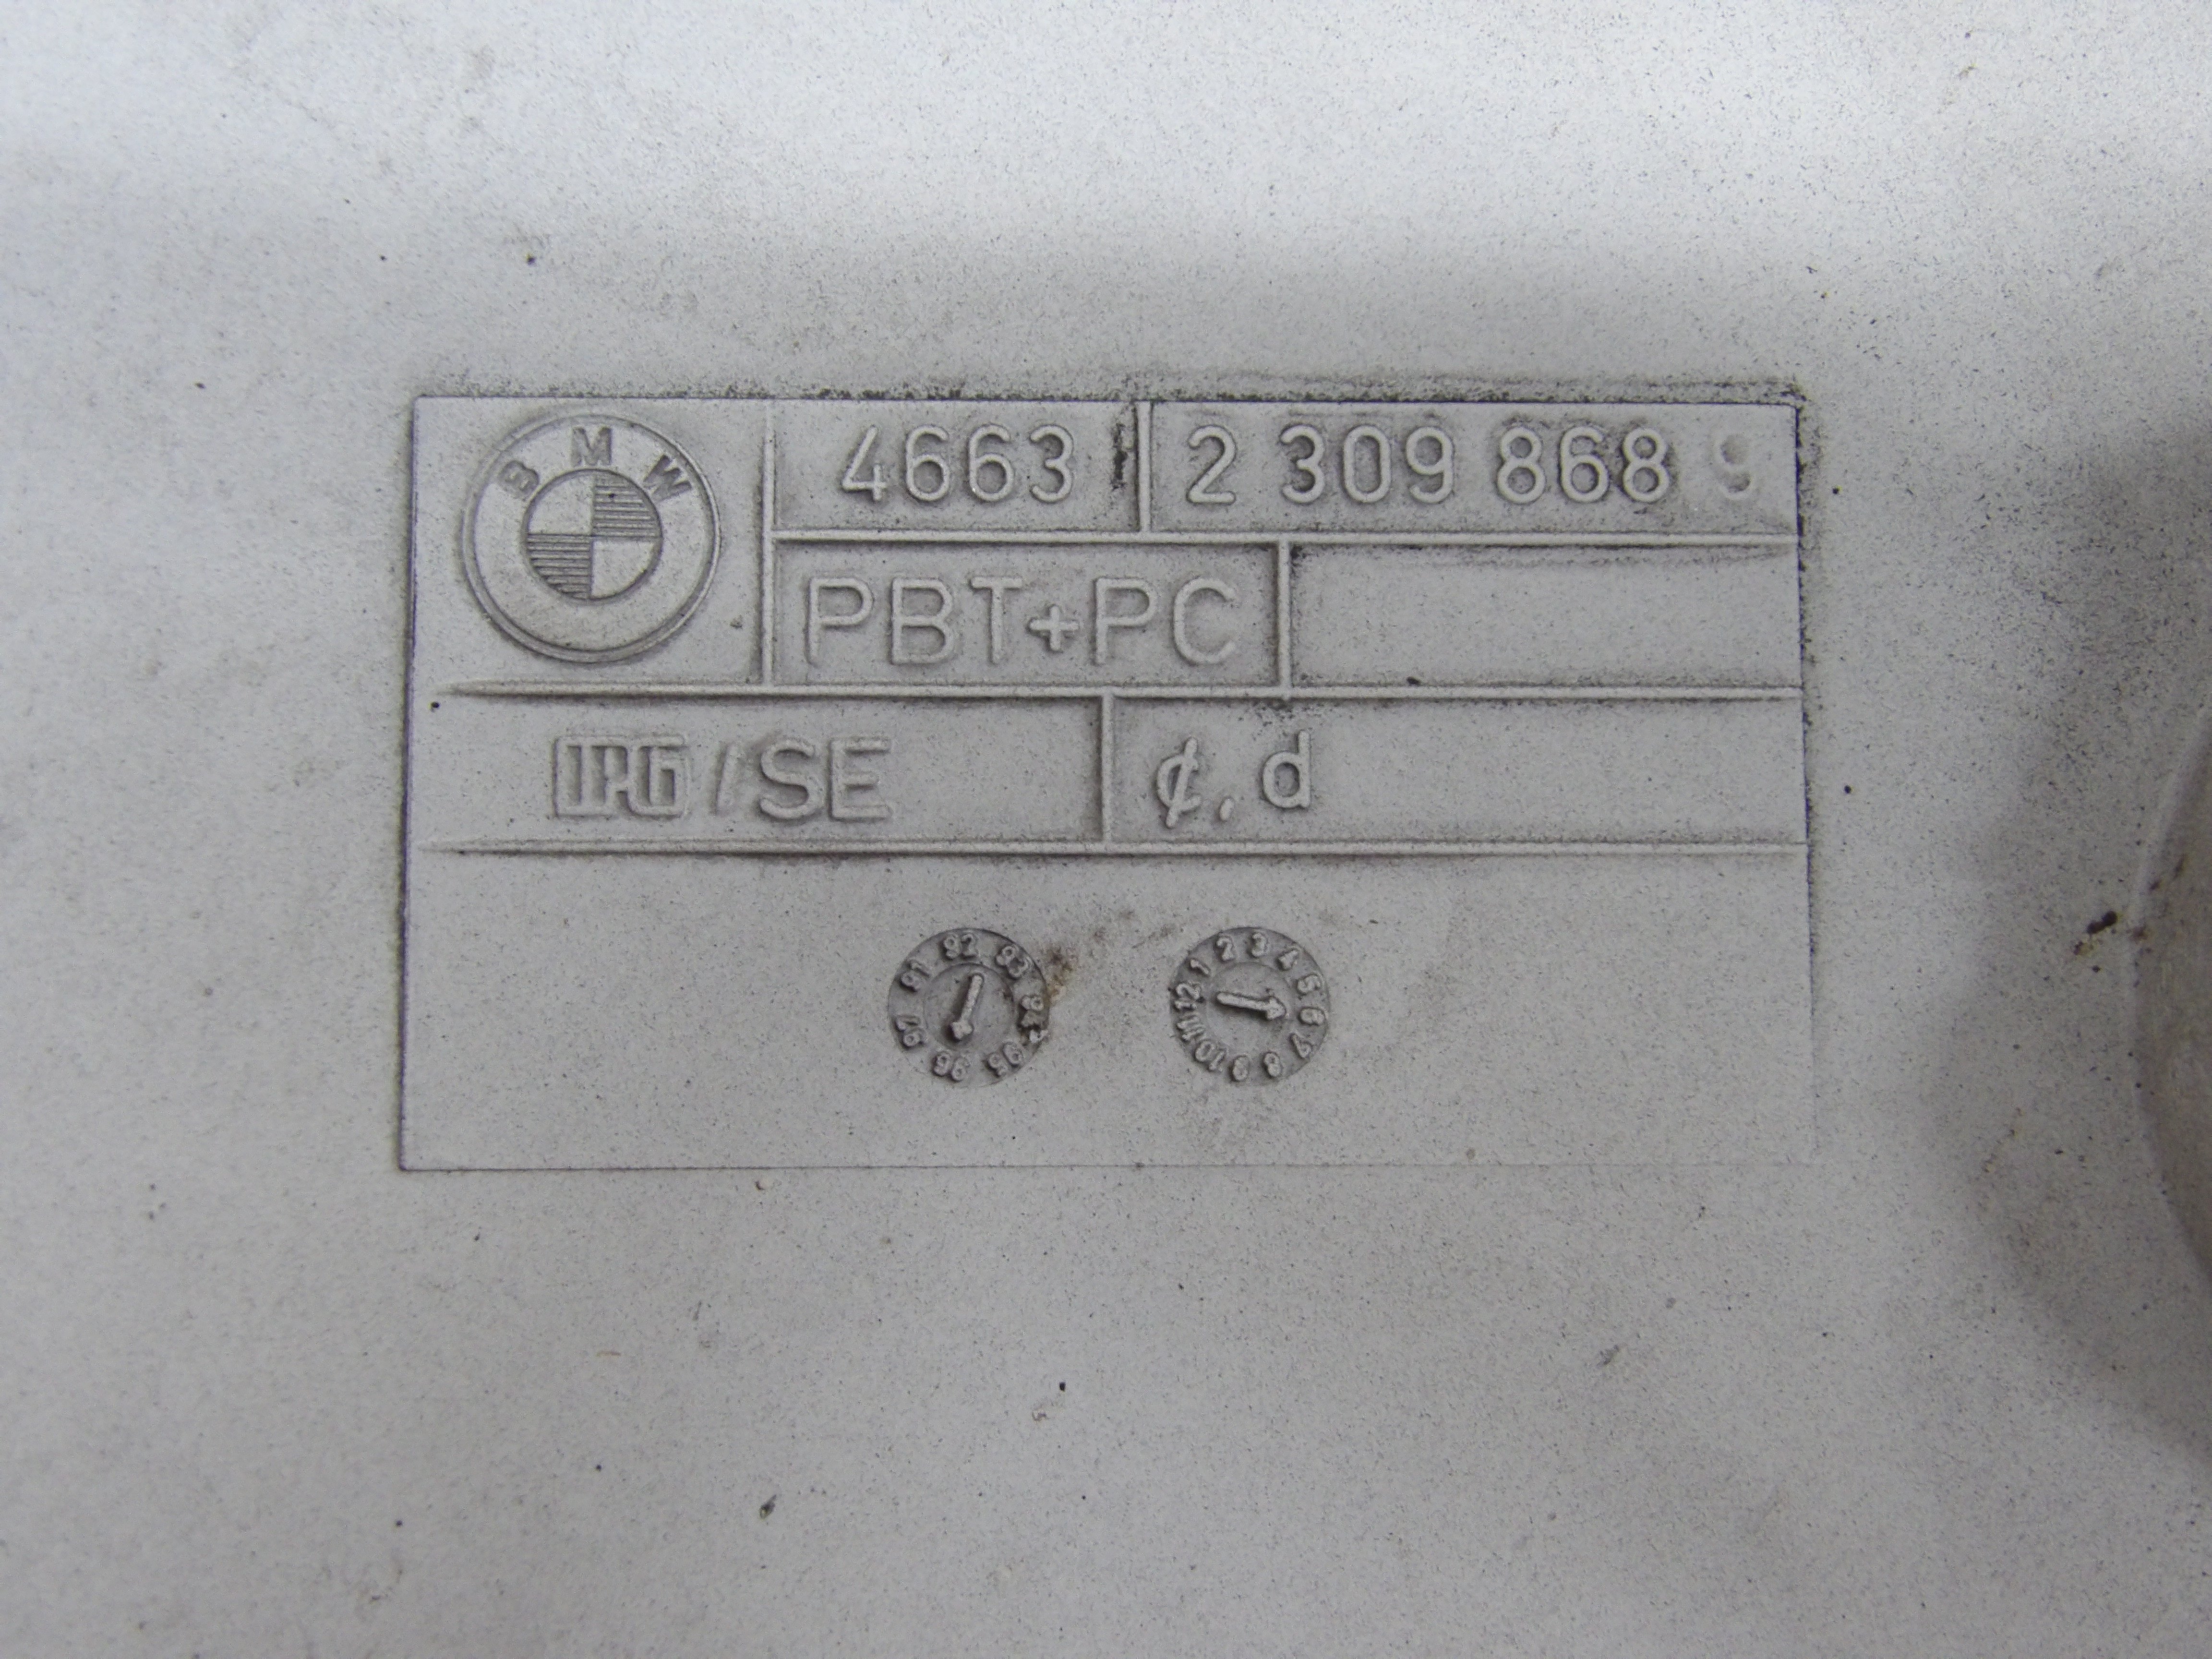 BMW 4663 2 309 868 9
PBT+PC
IPG / SE ¢. d
91 92 93 94 95 96 97
1 2 3 4 5 6 7 8 9 10 11 12